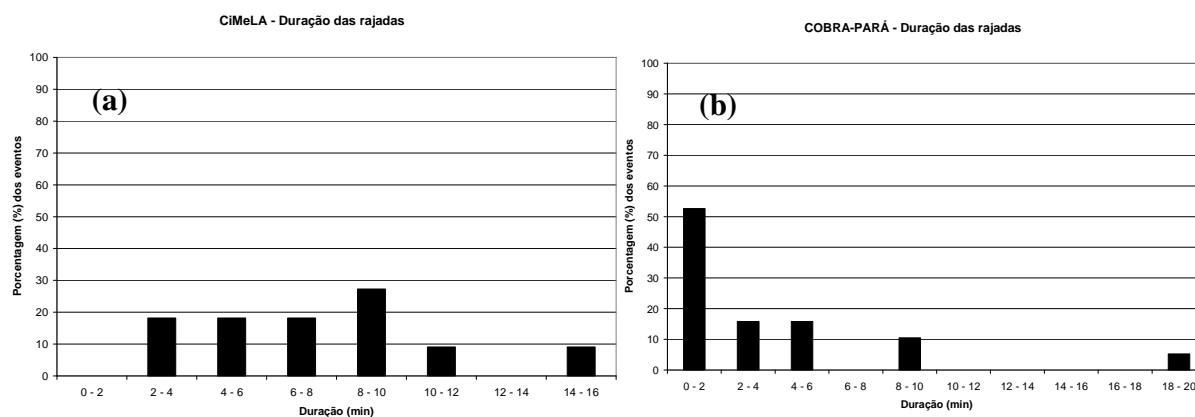 CiMeLA - Duração das rajadas
(a)
Porcentagem (%) dos eventos
100
90
80
70
60
50
40
30
20
10
0
0 - 2 2 - 4 4 - 6 6 - 8 8 - 10 10 - 12 12 - 14 14 - 16
Duração (min)
COBRA-PARÁ - Duração das rajadas
(b)
Porcentagem (%) dos eventos
100
90
80
70
60
50
40
30
20
10
0
0 - 2 2 - 4 4 - 6 6 - 8 8 - 10 10 - 12 12 - 14 14 - 16 16 - 18 18 - 20
Duração (min)